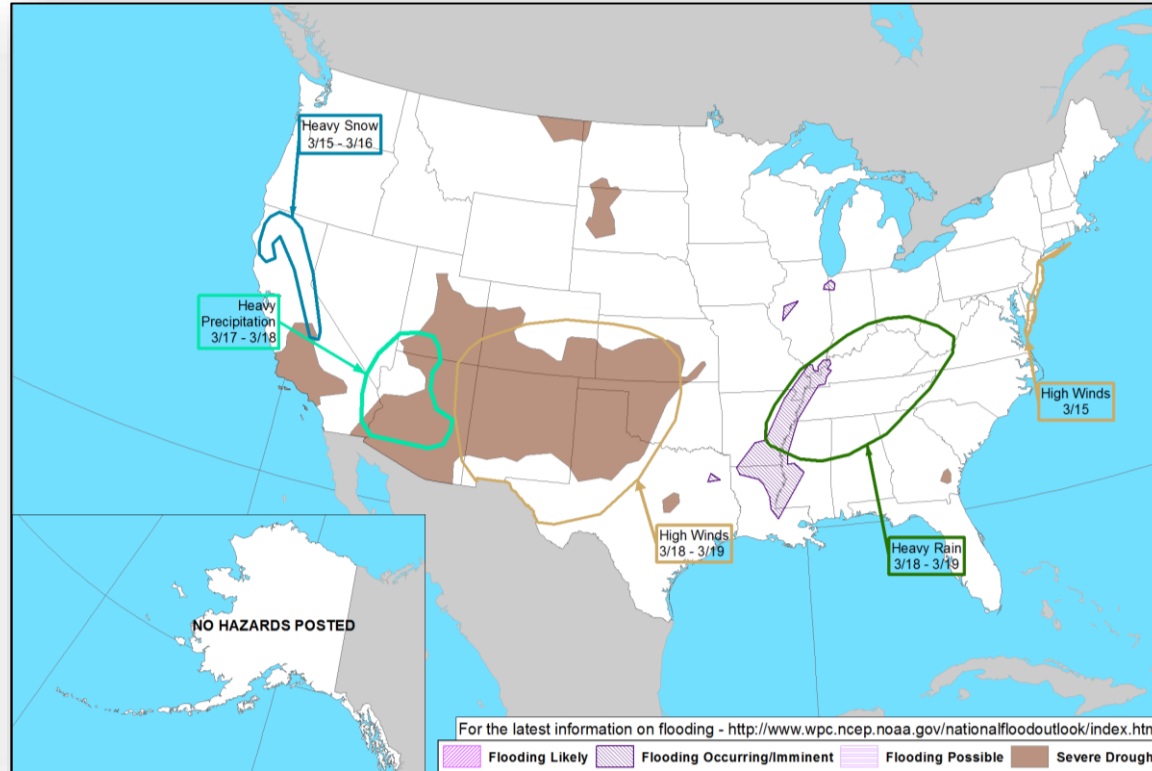 Heavy Snow
3/15 - 3/16
Heavy
Precipitation
3/17 - 3/18
High Winds
3/15
High Winds
3/18 - 3/19
Heavy Rain
3/18 - 3/19
NO HAZARDS POSTED
For the latest information on flooding - http://www.wpc.ncep.noaa.gov/nationalfloodoutlook/index.htm
Flooding Likely Flooding Occurring/Imminent Flooding Possible Severe Drough